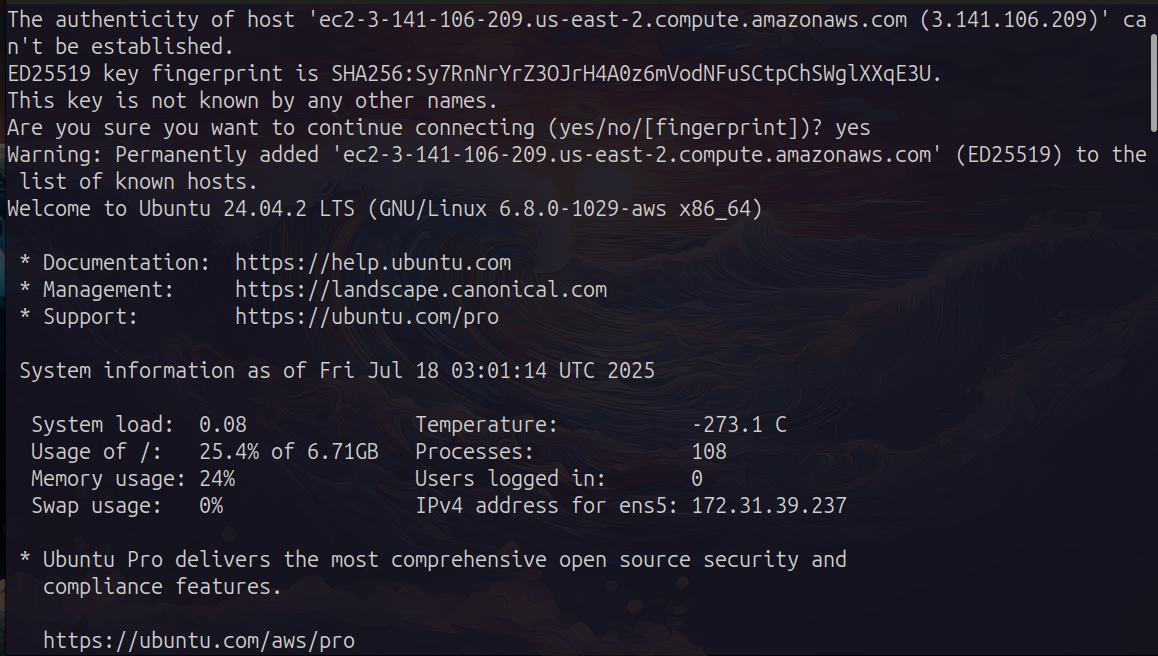 The authenticity of host 'ec2-3-141-106-209.us-east-2.compute.amazonaws.com (3.141.106.209)' ca
n't be established.
ED25519 key fingerprint is SHA256:Sy7RnNrYrZ3OJrH4A0z6mVodNFuSCtpChSWglXXqE3U.
This key is not known by any other names.
Are you sure you want to continue connecting (yes/no/[fingerprint])? yes
Warning: Permanently added 'ec2-3-141-106-209.us-east-2.compute.amazonaws.com' (ED25519) to the
 list of known hosts.
Welcome to Ubuntu 24.04.2 LTS (GNU/Linux 6.8.0-1029-aws x86_64)

 * Documentation:  https://help.ubuntu.com
 * Management:     https://landscape.canonical.com
 * Support:        https://ubuntu.com/pro

 System information as of Fri Jul 18 03:01:14 UTC 2025

  System load:  0.08              Temperature:           -273.1 C
  Usage of /:   25.4% of 6.71GB   Processes:             108
  Memory usage: 24%               Users logged in:       0
  Swap usage:   0%                IPv4 address for ens5: 172.31.39.237

 * Ubuntu Pro delivers the most comprehensive open source security and
   compliance features.

   https://ubuntu.com/aws/pro